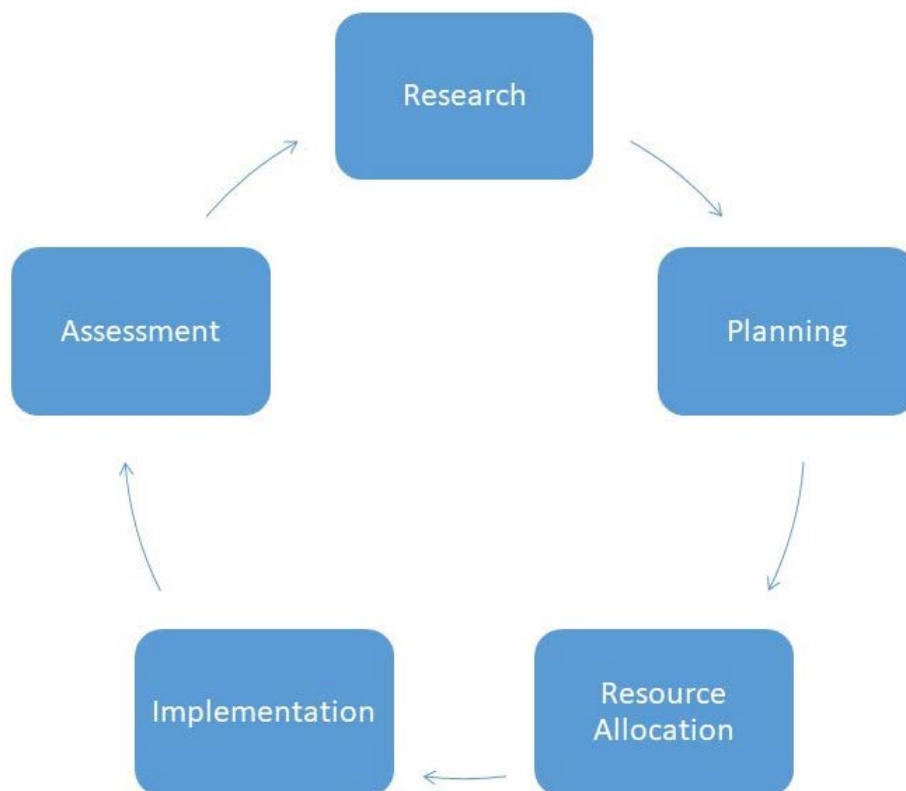 Research
Planning
Resource
Allocation
Implementation
Assessment